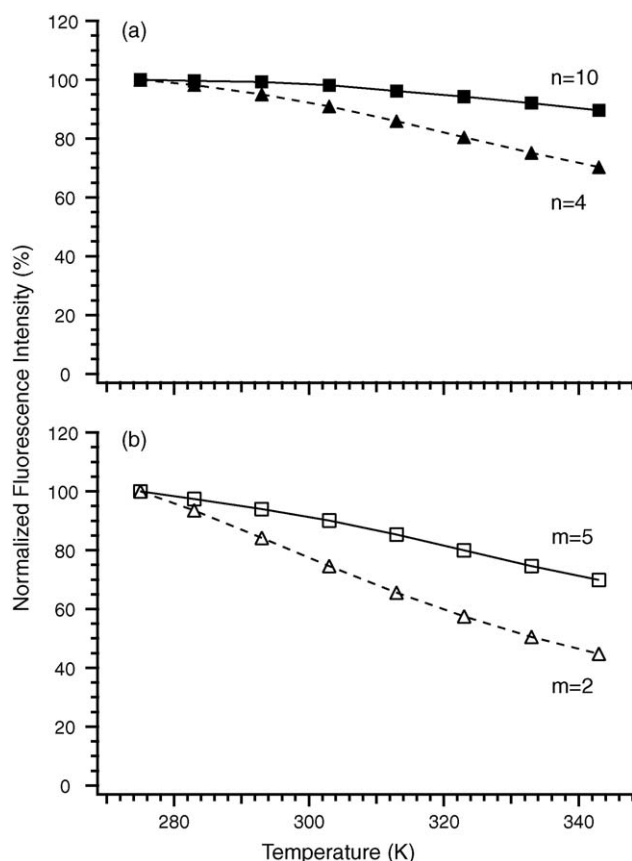 120
(a)
100
n=10
80
n=4
60
40
20
0
120
(b)
100
80
m=5
60
m=2
40
20
0
280
300
320
340
Temperature (K)
Normalized Fluorescence Intensity (%)